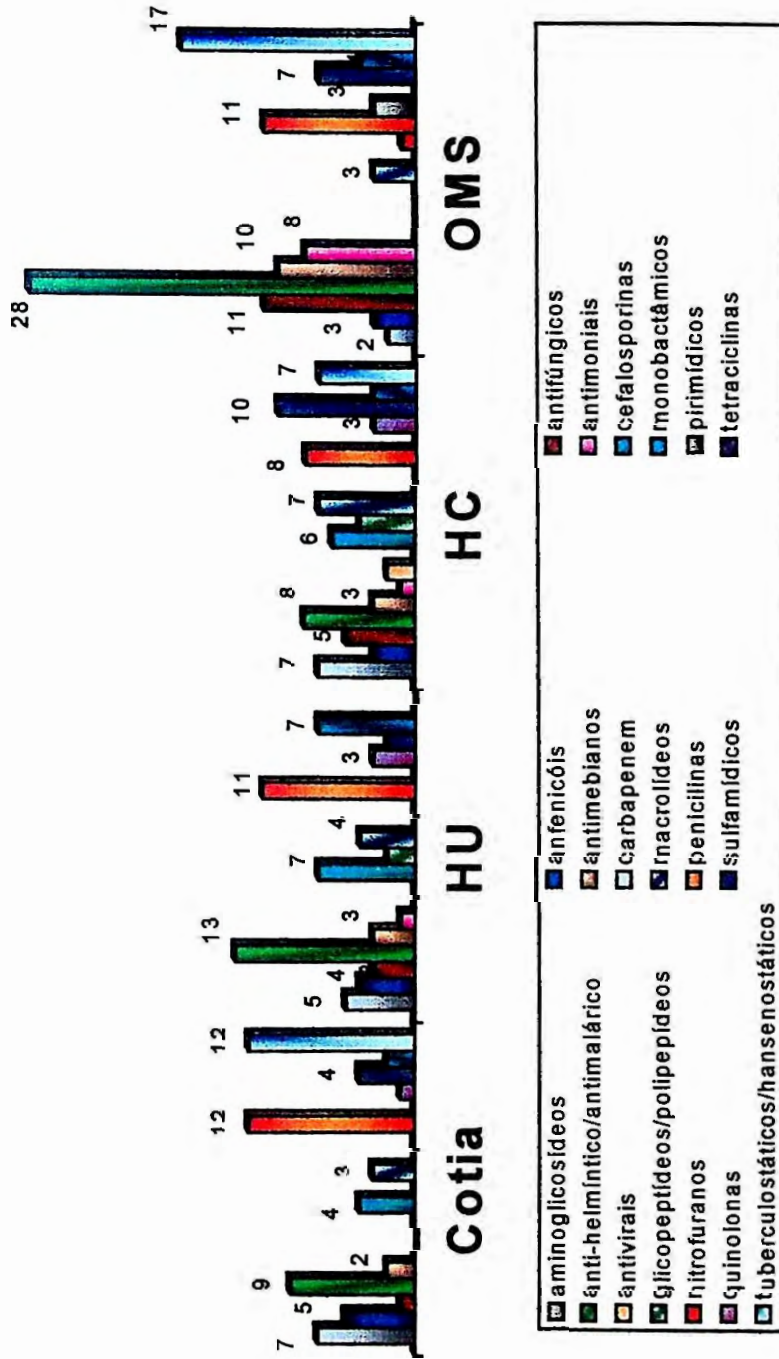 7 5 9 2 4 3 12 4 12
5 4 13 3 7 4 11 3 7
7 5 8 3 6 7 8 3 10 7
2 3 11 28 10 8 3 11 3 7 17
Cotia HU HC OMS
aminoglicosídeos anfenicóis antifúngicos
anti-helmíntico/antimalárico antimebianos antimoniais
antivirais carbapenem cefalosporinas
glicopeptídeos/polipeptídeos macrolídeos monobactâmicos
nitrofuranos penicilinas pirimídicos
quinolonas sulfamídicos tetraciclinas
tuberculostáticos/hansenostáticos